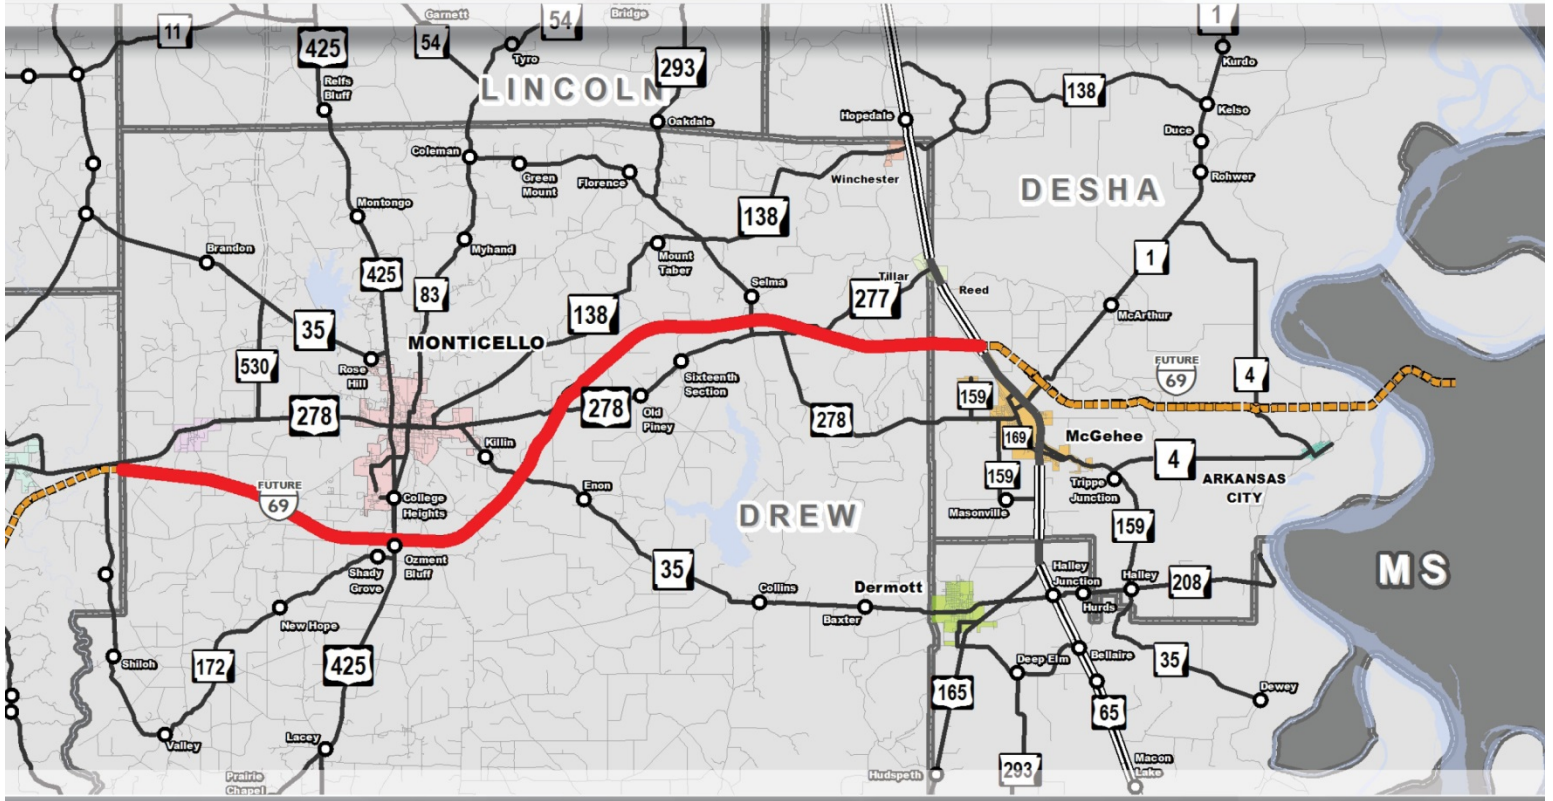 Garnett
54
Bridge
1
11
425
54
Tyro
Kurdo
293
Relfs
Bluff
LINCOLN
138
Kelso
Hopedale
Oakdale
Duce
Coleman
Green
Mount
Florence
Winchester
Rohwer
DESHA
Montongo
138
Brandon
Myhand
Mount
Taber
1
425
83
Selma
Tillar
277
Reed
McArthur
138
35
MONTICELLO
Rose
Hill
530
Sixteenth
Section
FUTURE
69
4
159
278
278
Old
Piney
278
169
McGehee
Killin
4
159
Trippe
Junction
ARKANSAS
CITY
FUTURE
69
College
Heights
Enon
Masonville
DREW
159
Ozment
Bluff
Shady
Grove
35
Halley
Junction
Halley
208
MS
Collins
Dermott
Baxter
Hurds
New Hope
172
425
Shiloh
Deep Elm
Bellaire
35
165
Dewey
65
Valley
Lacey
Prairie
Chapel
Hudspeth
293
Macon
Lake